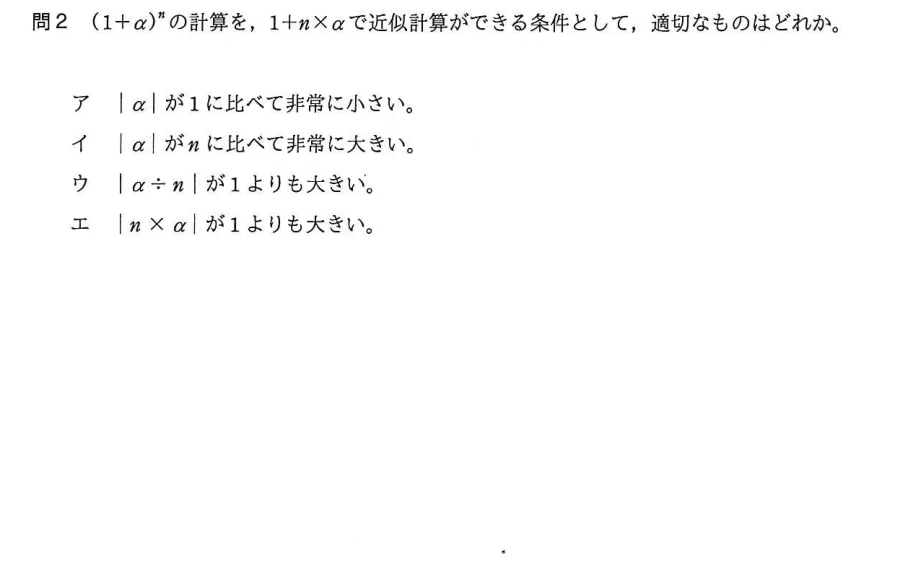 問2 (1+α)ⁿの計算を，1+n×αで近似計算ができる条件として，適切なものはどれか。
ア |α|が1に比べて非常に小さい。
イ |α|がnに比べて非常に大きい。
ウ |α÷n|が1よりも大きい。
エ |n×α|が1よりも大きい。